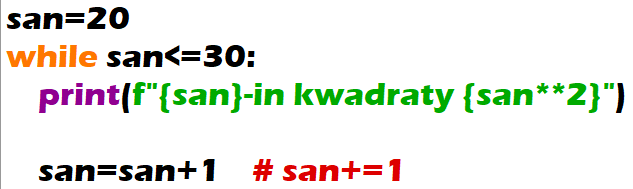 san=20
while san<=30:
    print(f"{san}-in kwadraty {san**2}")
    san=san+1    # san+=1